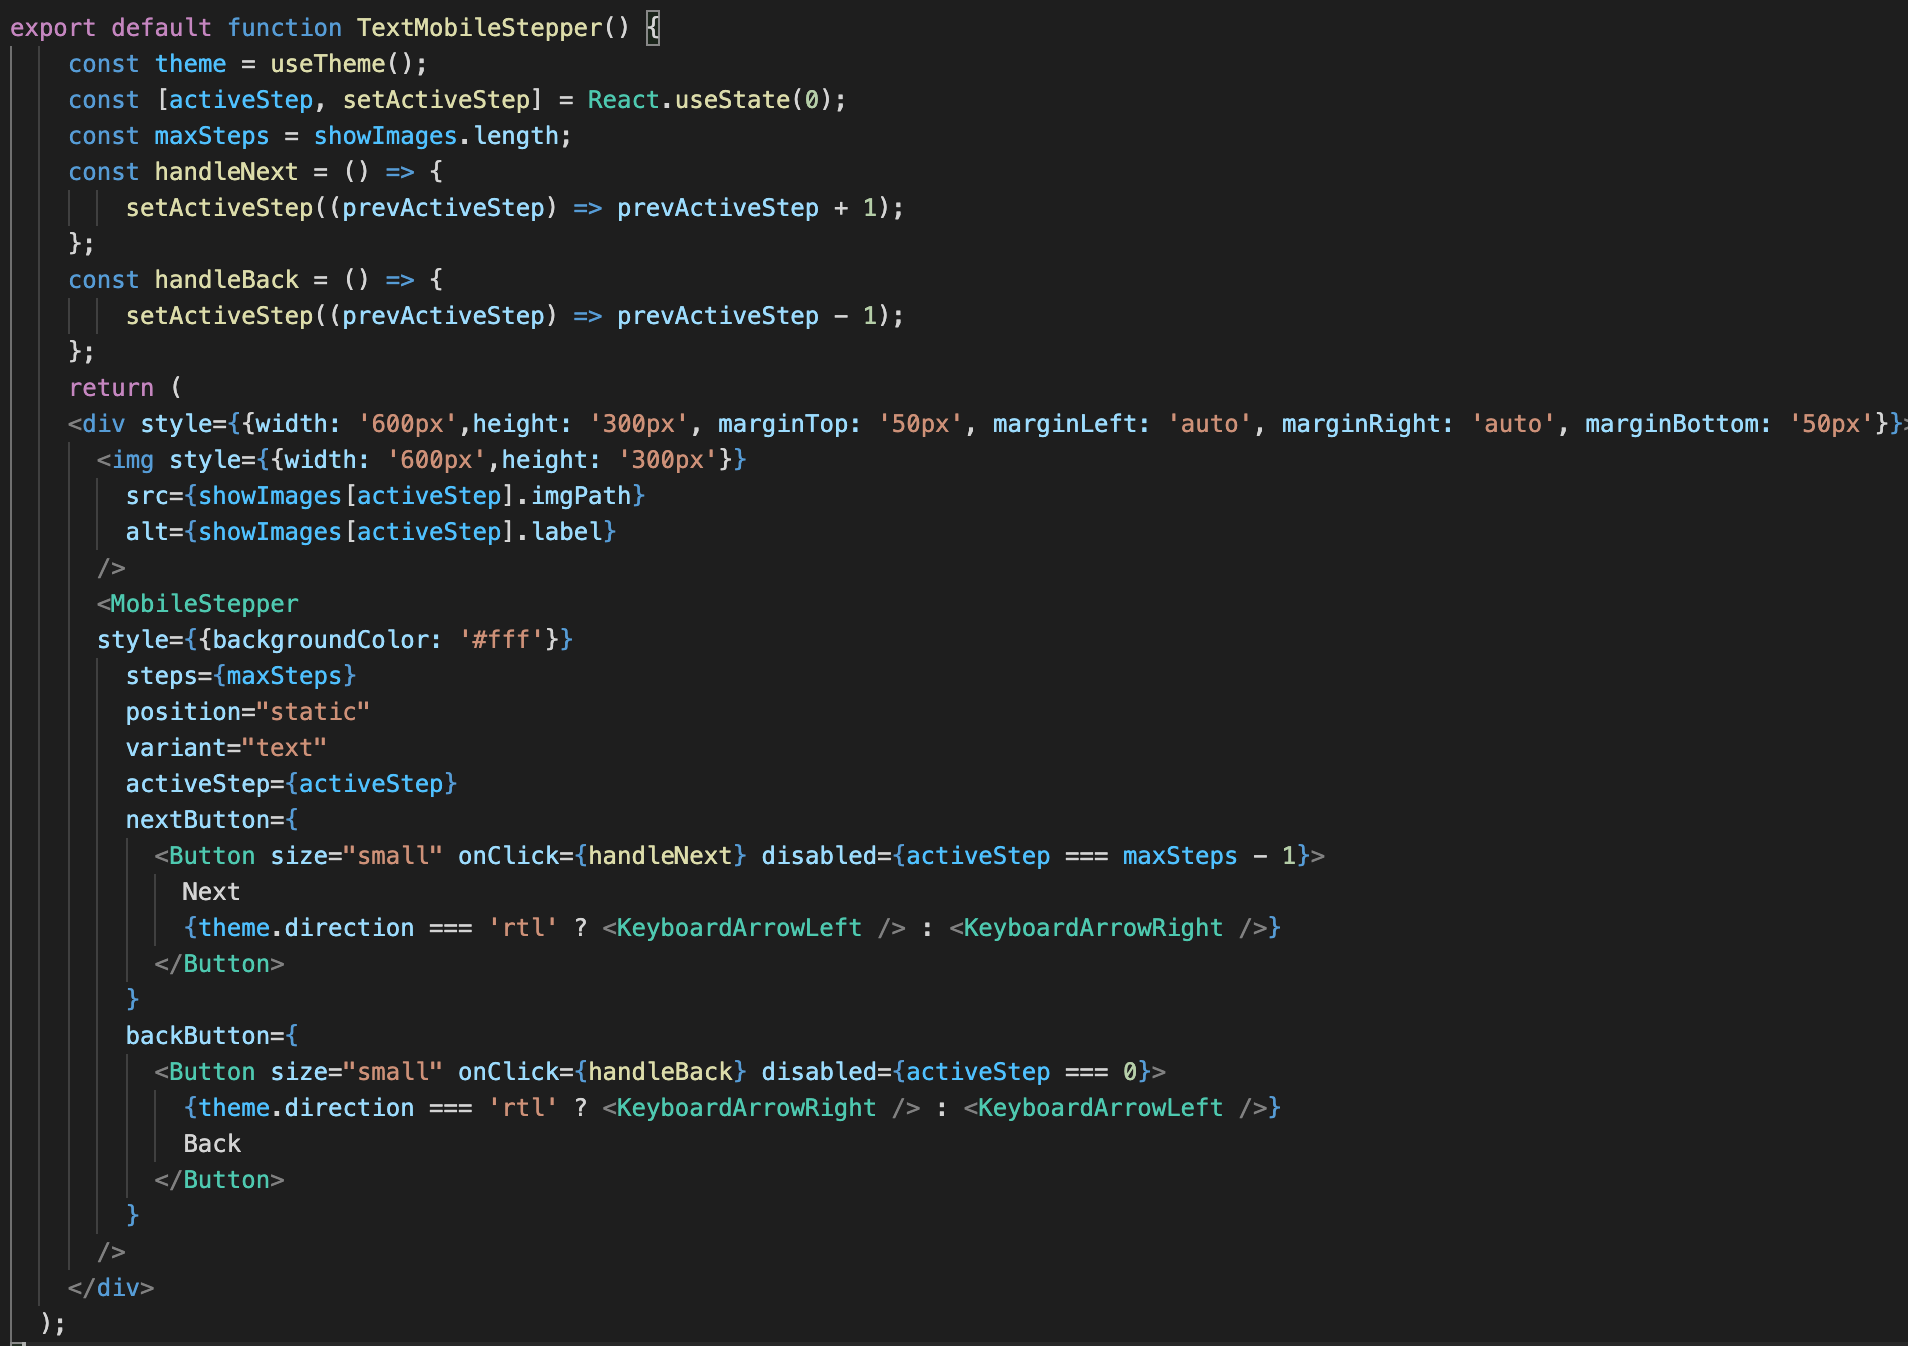 export default function TextMobileStepper() {
    const theme = useTheme();
    const [activeStep, setActiveStep] = React.useState(0);
    const maxSteps = showImages.length;
    const handleNext = () => {
        setActiveStep((prevActiveStep) => prevActiveStep + 1);
    };
    const handleBack = () => {
        setActiveStep((prevActiveStep) => prevActiveStep - 1);
    };
    return (
    <div style={{width: '600px',height: '300px', marginTop: '50px', marginLeft: 'auto', marginRight: 'auto', marginBottom: '50px'}}>
      <img style={{width: '600px',height: '300px'}}
        src={showImages[activeStep].imgPath}
        alt={showImages[activeStep].label}
      />
      <MobileStepper
      style={{backgroundColor: '#fff'}}
        steps={maxSteps}
        position="static"
        variant="text"
        activeStep={activeStep}
        nextButton={
          <Button size="small" onClick={handleNext} disabled={activeStep === maxSteps - 1}>
            Next
            {theme.direction === 'rtl' ? <KeyboardArrowLeft /> : <KeyboardArrowRight />}
          </Button>
        }
        backButton={
          <Button size="small" onClick={handleBack} disabled={activeStep === 0}>
            {theme.direction === 'rtl' ? <KeyboardArrowRight /> : <KeyboardArrowLeft />}
            Back
          </Button>
        }
      />
    </div>
  );